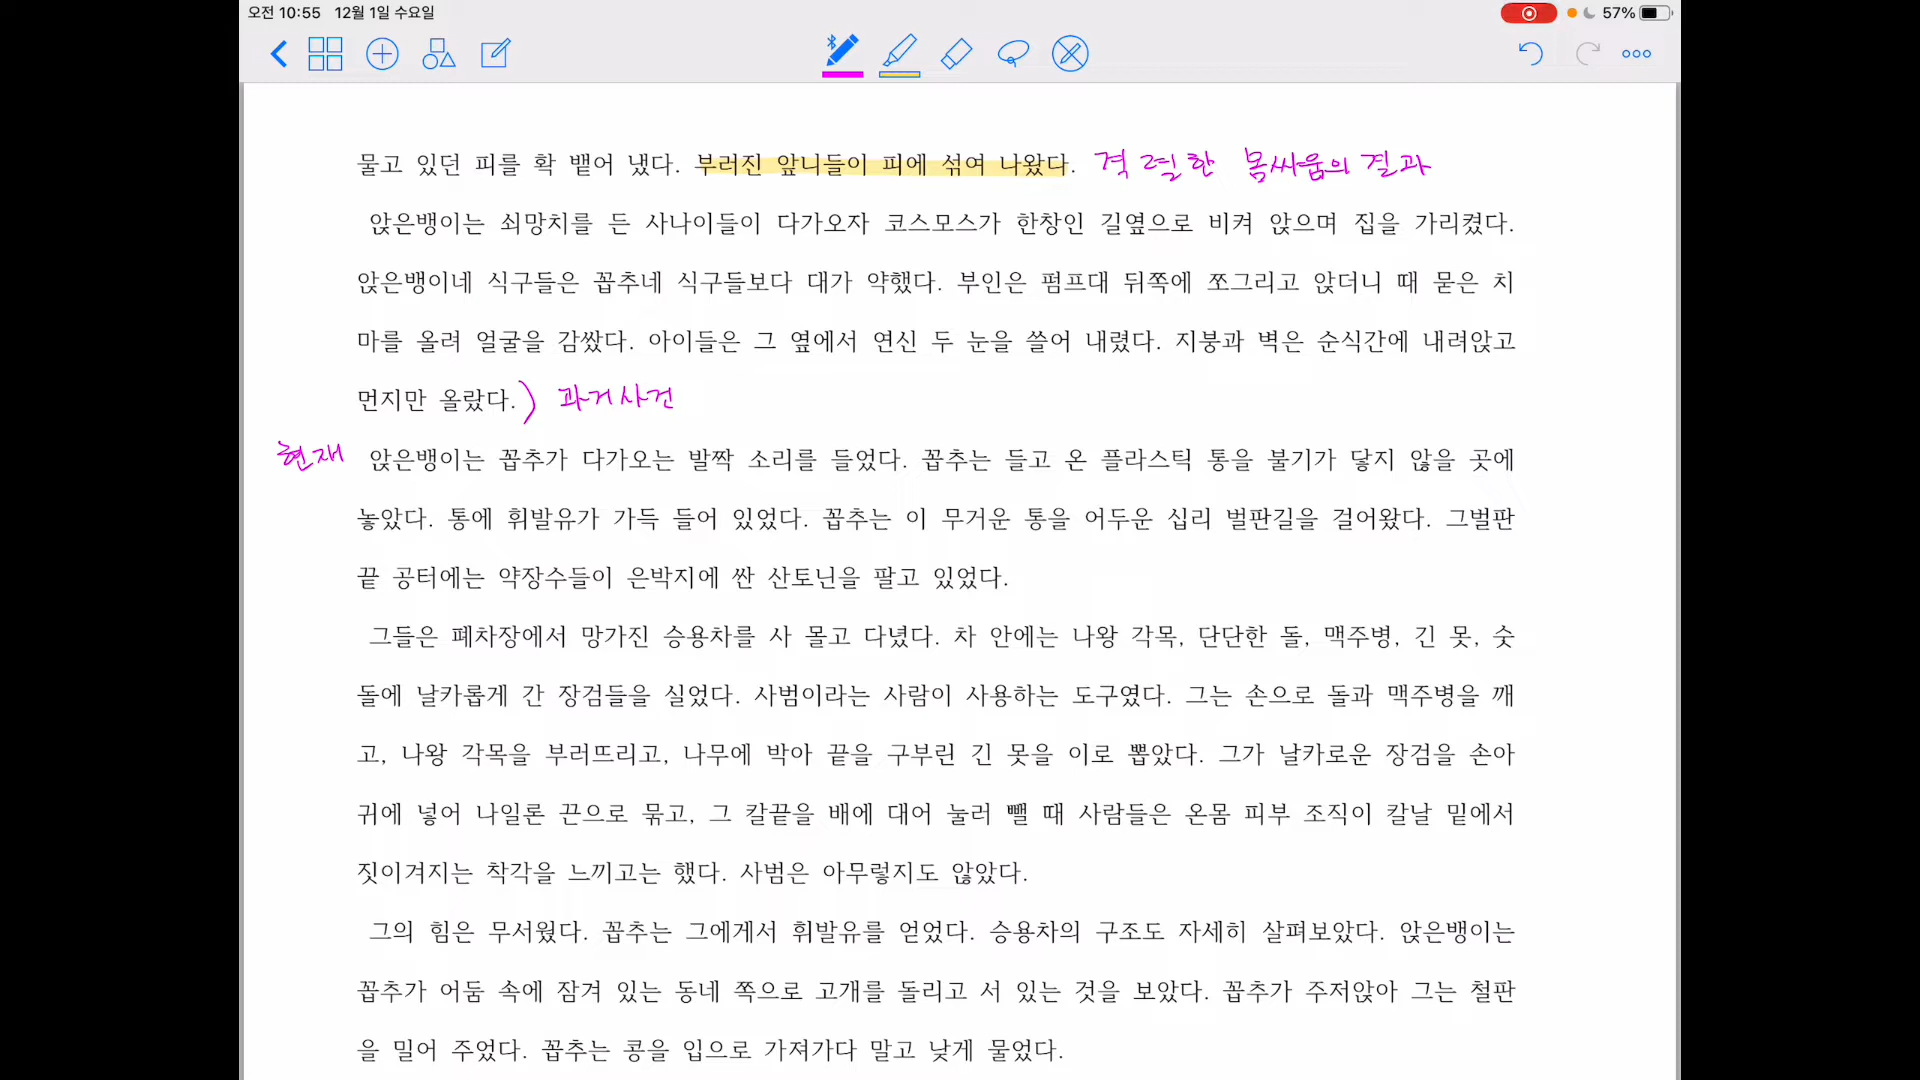 오전 10:55 12월 1일 수요일
57%
물고 있던 피를 확 뱉어 냈다. 부러진 앞니들이 피에 섞여 나왔다. 격렬한 몸싸움의 결과
앉은뱅이는 쇠망치를 든 사나이들이 다가오자 코스모스가 한창인 길옆으로 비켜 앉으며 집을 가리켰다.
앉은뱅이네 식구들은 꼽추네 식구들보다 대가 약했다. 부인은 펌프대 뒤쪽에 쪼그리고 앉더니 때 묻은 치
마를 올려 얼굴을 감쌌다. 아이들은 그 옆에서 연신 두 눈을 쓸어 내렸다. 지붕과 벽은 순식간에 내려앉고
먼지만 올랐다.) 과거사건
현재 앉은뱅이는 꼽추가 다가오는 발짝 소리를 들었다. 꼽추는 들고 온 플라스틱 통을 불기가 닿지 않을 곳에
놓았다. 통에 휘발유가 가득 들어 있었다. 꼽추는 이 무거운 통을 어두운 십리 벌판길을 걸어왔다. 그벌판
끝 공터에는 약장수들이 은박지에 싼 산토닌을 팔고 있었다.
그들은 폐차장에서 망가진 승용차를 사 몰고 다녔다. 차 안에는 나왕 각목, 단단한 돌, 맥주병, 긴 못, 숫
돌에 날카롭게 간 장검들을 실었다. 사범이라는 사람이 사용하는 도구였다. 그는 손으로 돌과 맥주병을 깨
고, 나왕 각목을 부러뜨리고, 나무에 박아 끝을 구부린 긴 못을 이로 뽑았다. 그가 날카로운 장검을 손아
귀에 넣어 나일론 끈으로 묶고, 그 칼끝을 배에 대어 눌러 뺄 때 사람들은 온몸 피부 조직이 칼날 밑에서
짓이겨지는 착각을 느끼고는 했다. 사범은 아무렇지도 않았다.
그의 힘은 무서웠다. 꼽추는 그에게서 휘발유를 얻었다. 승용차의 구조도 자세히 살펴보았다. 앉은뱅이는
꼽추가 어둠 속에 잠겨 있는 동네 쪽으로 고개를 돌리고 서 있는 것을 보았다. 꼽추가 주저앉아 그는 철판
을 밀어 주었다. 꼽추는 콩을 입으로 가져가다 말고 낮게 물었다.